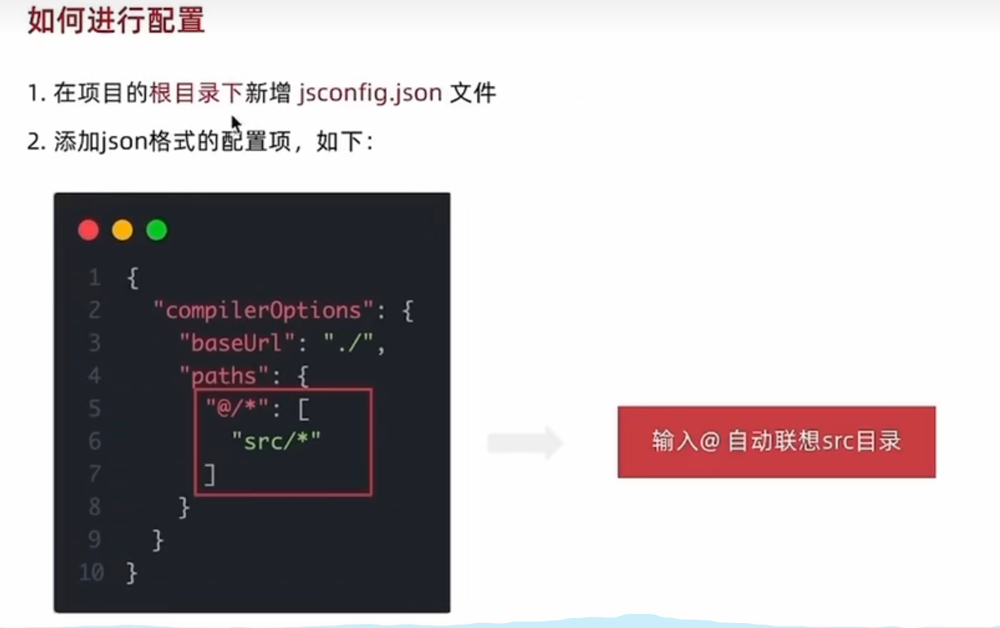 如何进行配置
1. 在项目的根目录下新增 jsconfig.json 文件
2. 添加json格式的配置项，如下：
1 {
2 "compilerOptions": {
3 "baseUrl": "./",
4 "paths": {
5 "@/*": [
6 "src/*"
7 ]
8 }
9 }
10 }
输入@ 自动联想src目录